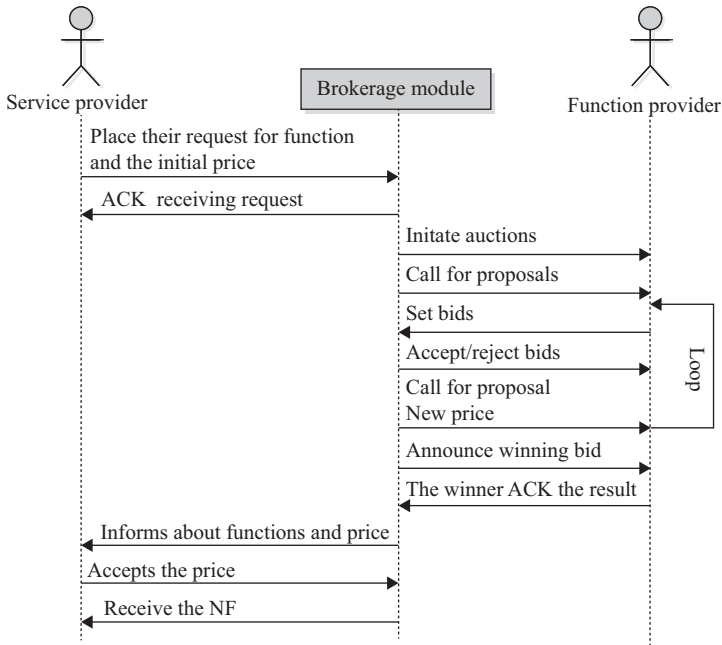 Service provider
Brokerage module
Function provider
Place their request for function
and the initial price
ACK receiving request
Initate auctions
Call for proposals
Set bids
Loop
Accept/reject bids
Call for proposal
New price
Announce winning bid
The winner ACK the result
Informs about functions and price
Accepts the price
Receive the NF